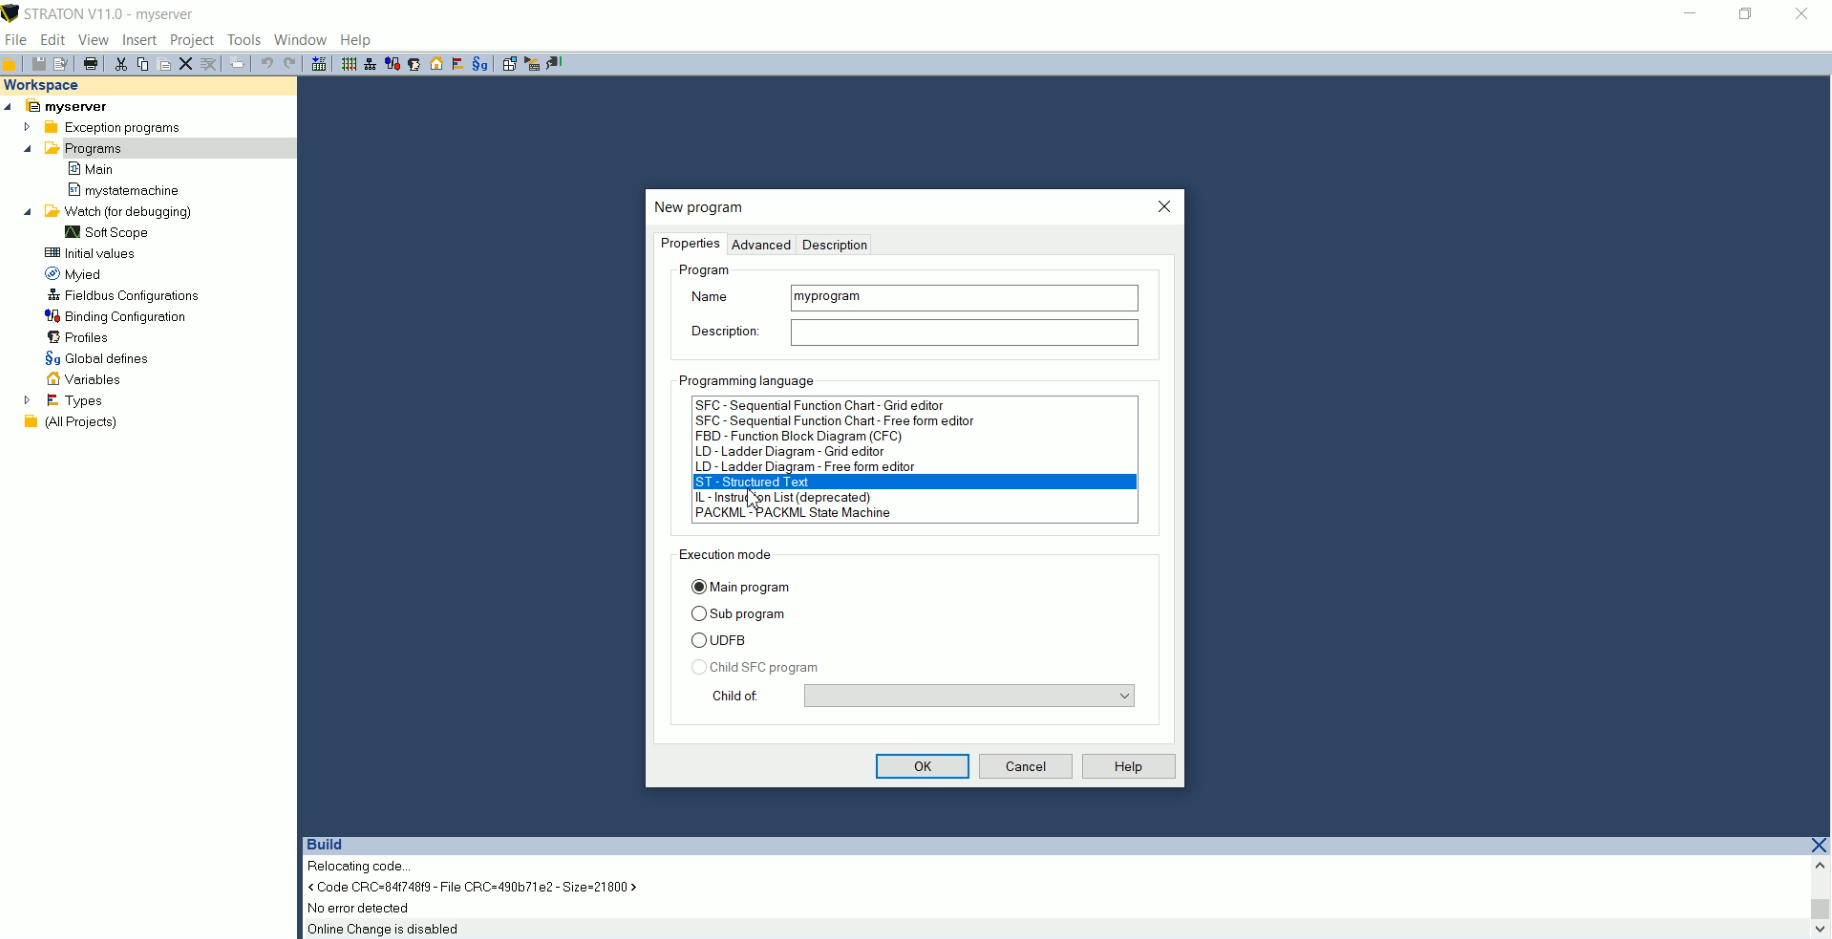 STRATON V11.0 - myserver
File Edit View Insert Project Tools Window Help
Workspace
myserver
Exception programs
Programs
Main
mystatemachine
Watch (for debugging)
Soft Scope
Initial values
Myied
Fieldbus Configurations
Binding Configuration
Profiles
Global defines
Variables
Types
(All Projects)
New program
Properties Advanced Description
Program
Name myprogram
Description:
Programming language
SFC - Sequential Function Chart - Grid editor
SFC - Sequential Function Chart - Free form editor
FBD - Function Block Diagram (CFC)
LD - Ladder Diagram - Grid editor
LD - Ladder Diagram - Free form editor
ST - Structured Text
IL - Instruction List (deprecated)
PACKML - PACKML State Machine
Execution mode
Main program
Sub program
UDFB
Child SFC program
Child of:
OK Cancel Help
Build
Relocating code...
< Code CRC=84f748f9 - File CRC=490b71e2 - Size=21800 >
No error detected
Online Change is disabled